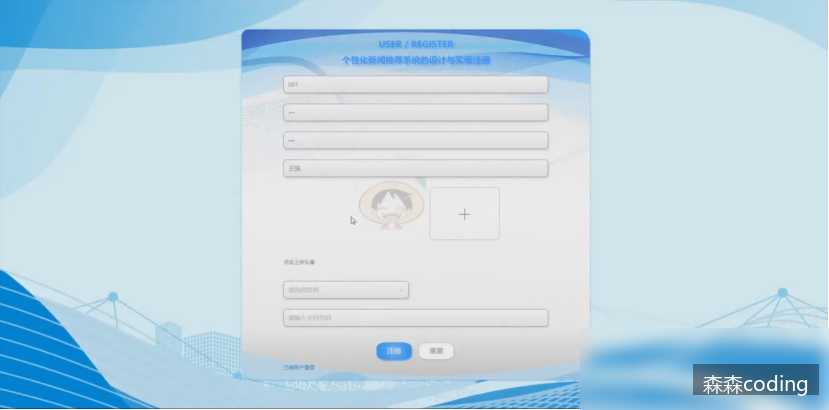 USER / REGISTER
个性化新闻推荐系统的设计与实现注册
001
王强
点击上传头像
请选择性别
请输入手机号码
注册
重置
已有账户登录
森森coding